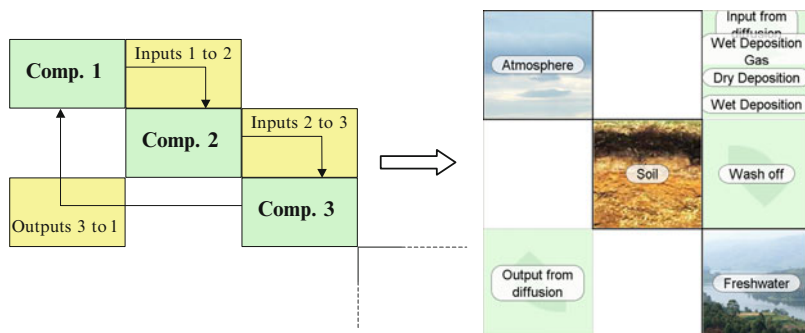 Comp. 1
Inputs 1 to 2
Comp. 2
Inputs 2 to 3
Outputs 3 to 1
Comp. 3
Atmosphere
Input from
diffusion
Wet Deposition
Gas
Dry Deposition
Wet Deposition
Soil
Wash off
Output from
diffusion
Freshwater